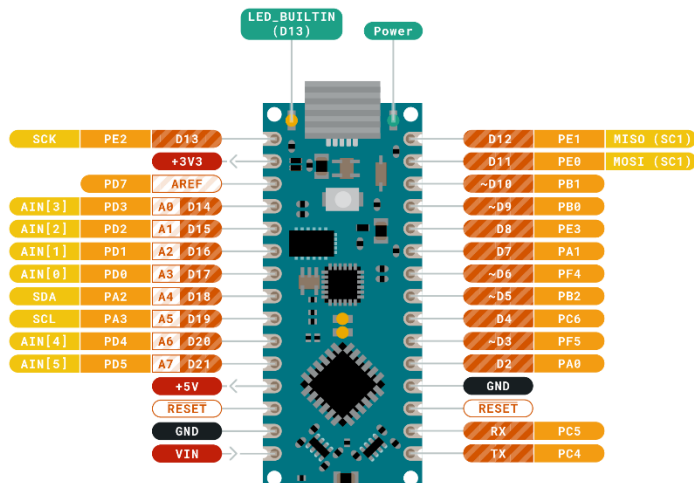 LED_BUILTIN
(D13)
Power
SCK PE2 D13
+3V3
PD7 AREF
AIN[3] PD3 A0 D14
AIN[2] PD2 A1 D15
AIN[1] PD1 A2 D16
AIN[0] PD0 A3 D17
SDA PA2 A4 D18
SCL PA3 A5 D19
AIN[4] PD4 A6 D20
AIN[5] PD5 A7 D21
+5V
RESET
GND
VIN
D12 PE1 MISO (SC1)
D11 PE0 MOSI (SC1)
~D10 PB1
~D9 PB0
D8 PE3
D7 PA1
~D6 PF4
~D5 PB2
D4 PC6
~D3 PF5
D2 PA0
GND
RESET
RX PC5
TX PC4